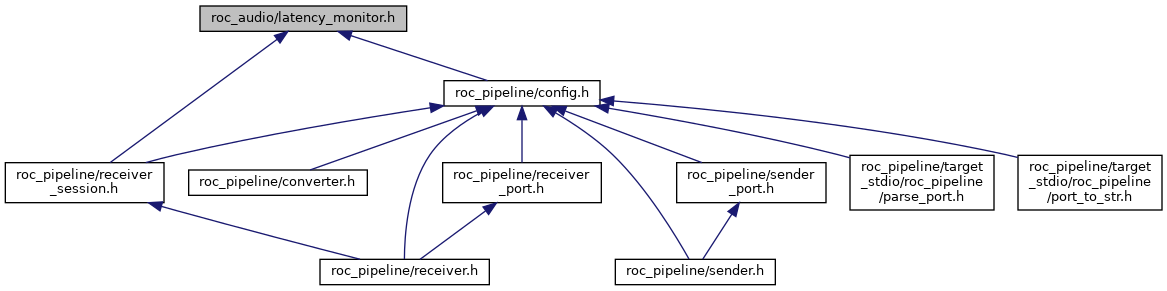 roc_audio/latency_monitor.h
roc_pipeline/config.h
roc_pipeline/receiver
_session.h
roc_pipeline/converter.h
roc_pipeline/receiver
_port.h
roc_pipeline/sender
_port.h
roc_pipeline/target
_stdio/roc_pipeline
/parse_port.h
roc_pipeline/target
_stdio/roc_pipeline
/port_to_str.h
roc_pipeline/receiver.h
roc_pipeline/sender.h